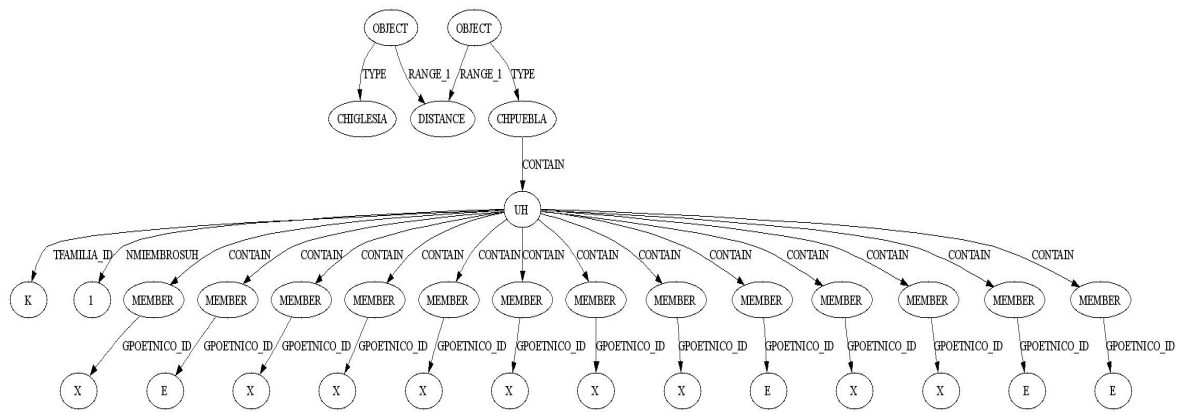 OBJECT OBJECT
TYPE RANGE_1 RANGE_1 TYPE
CHIGLESIA DISTANCE CHPUEBLA
CONTAIN
UH
TFAMILIA_ID NMIEMBROSUH CONTAIN CONTAIN CONTAIN CONTAIN CONTAIN CONTAIN CONTAIN CONTAIN CONTAIN CONTAIN CONTAIN CONTAIN CONTAIN
K 1 MEMBER MEMBER MEMBER MEMBER MEMBER MEMBER MEMBER MEMBER MEMBER MEMBER MEMBER MEMBER MEMBER
GPOETNICO_ID GPOETNICO_ID GPOETNICO_ID GPOETNICO_ID GPOETNICO_ID GPOETNICO_ID GPOETNICO_ID GPOETNICO_ID GPOETNICO_ID GPOETNICO_ID GPOETNICO_ID GPOETNICO_ID GPOETNICO_ID
X E X X X X X X E X X E E